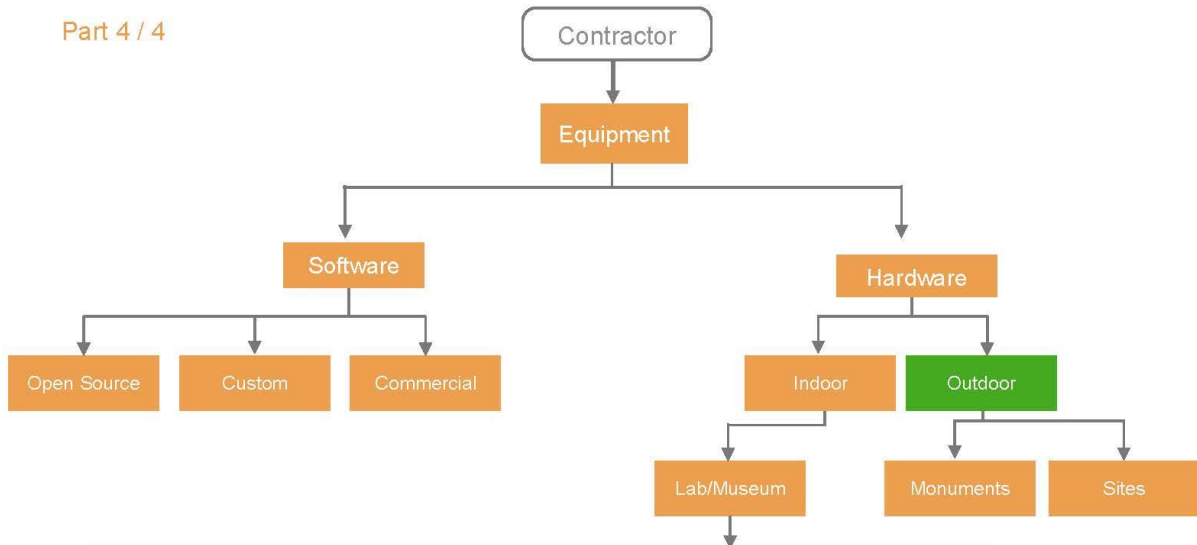 Part 4 / 4
Contractor
Equipment
Software
Hardware
Open Source
Custom
Commercial
Indoor
Outdoor
Lab/Museum
Monuments
Sites